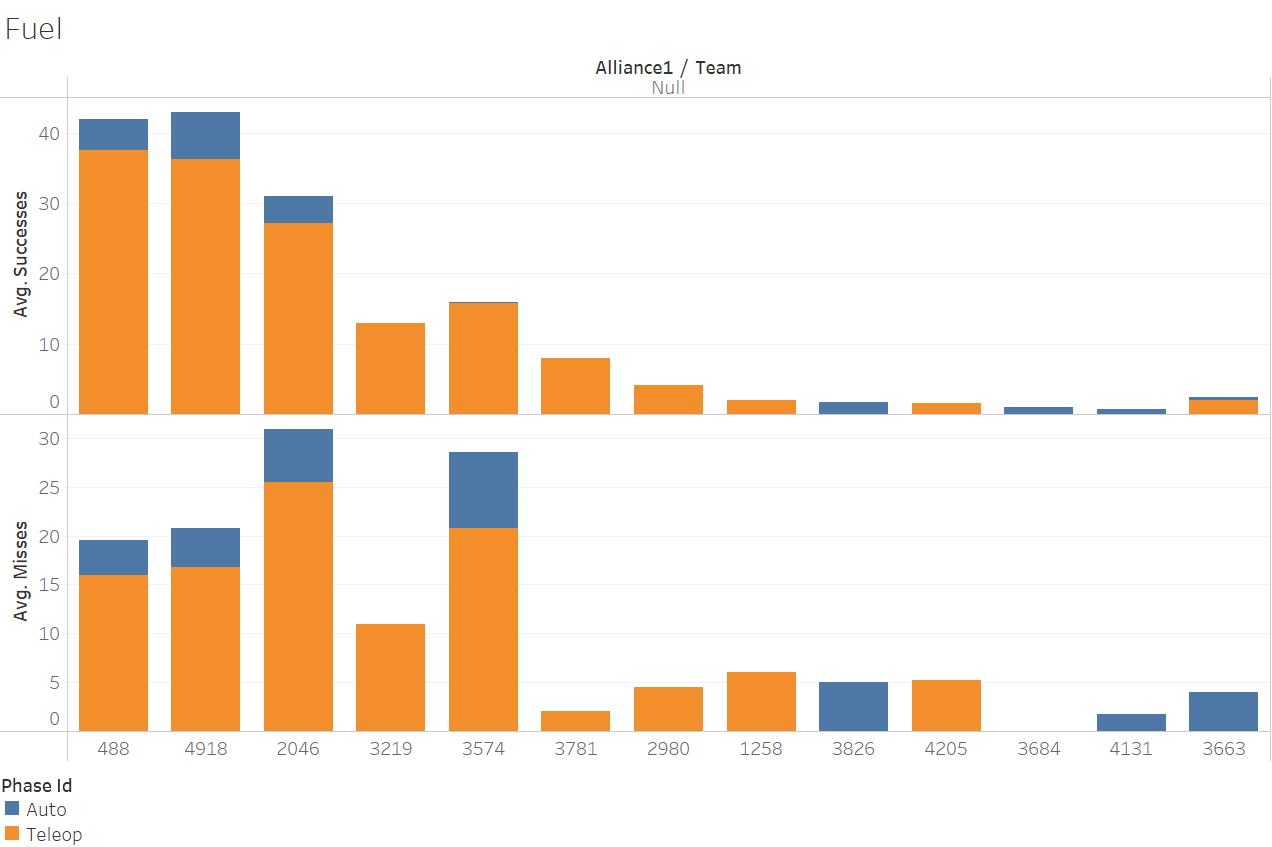 Fuel
Alliance1 / Team
Null
Avg. Successes
40
30
20
10
0
Avg. Misses
30
25
20
15
10
5
0
488 4918 2046 3219 3574 3781 2980 1258 3826 4205 3684 4131 3663
Phase Id
Auto
Teleop